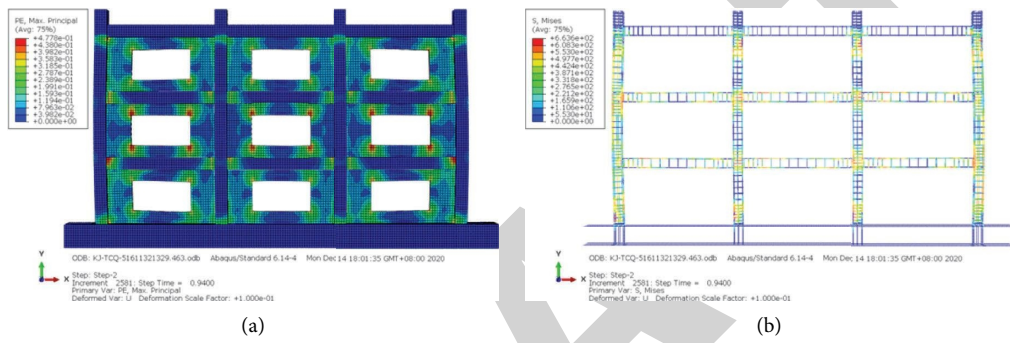 PE, Max. Principal
(Avg: 75%)
+4.778e-01
+4.380e-01
+3.982e-01
+3.583e-01
+3.185e-01
+2.787e-01
+2.389e-01
+1.991e-01
+1.593e-01
+1.194e-01
+7.963e-02
+3.982e-02
+0.000e+00
Y
X
ODB: KJ-TCQ-51611321329.463.odb Abaqus/Standard 6.14-4 Mon Dec 14 18:01:35 GMT+08:00 2020
Step: Step-2
Increment 2581: Step Time = 0.9400
Primary Var: PE, Max. Principal
Deformed Var: U Deformation Scale Factor: +1.000e-01
(a)
S, Mises
(Avg: 75%)
+6.636e+02
+6.083e+02
+4.977e+02
+4.424e+02
+3.871e+02
+3.318e+02
+2.765e+02
+2.212e+02
+1.659e+02
+1.106e+02
+5.530e+01
+0.000e+00
Y
X
ODB: KJ-TCQ-51611321329.463.odb Abaqus/Standard 6.14-4 Mon Dec 14 18:01:35 GMT+08:00 2020
Step: Step-2
Increment 2581: Step Time = 0.9400
Primary Var: S, Mises
Deformed Var: U Deformation Scale Factor: +1.000e-01
(b)